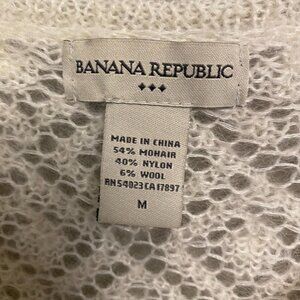 BANANA REPUBLIC
MADE IN CHINA
54% MOHAIR
40% NYLON
6% WOOL
RN54023CA17897
M